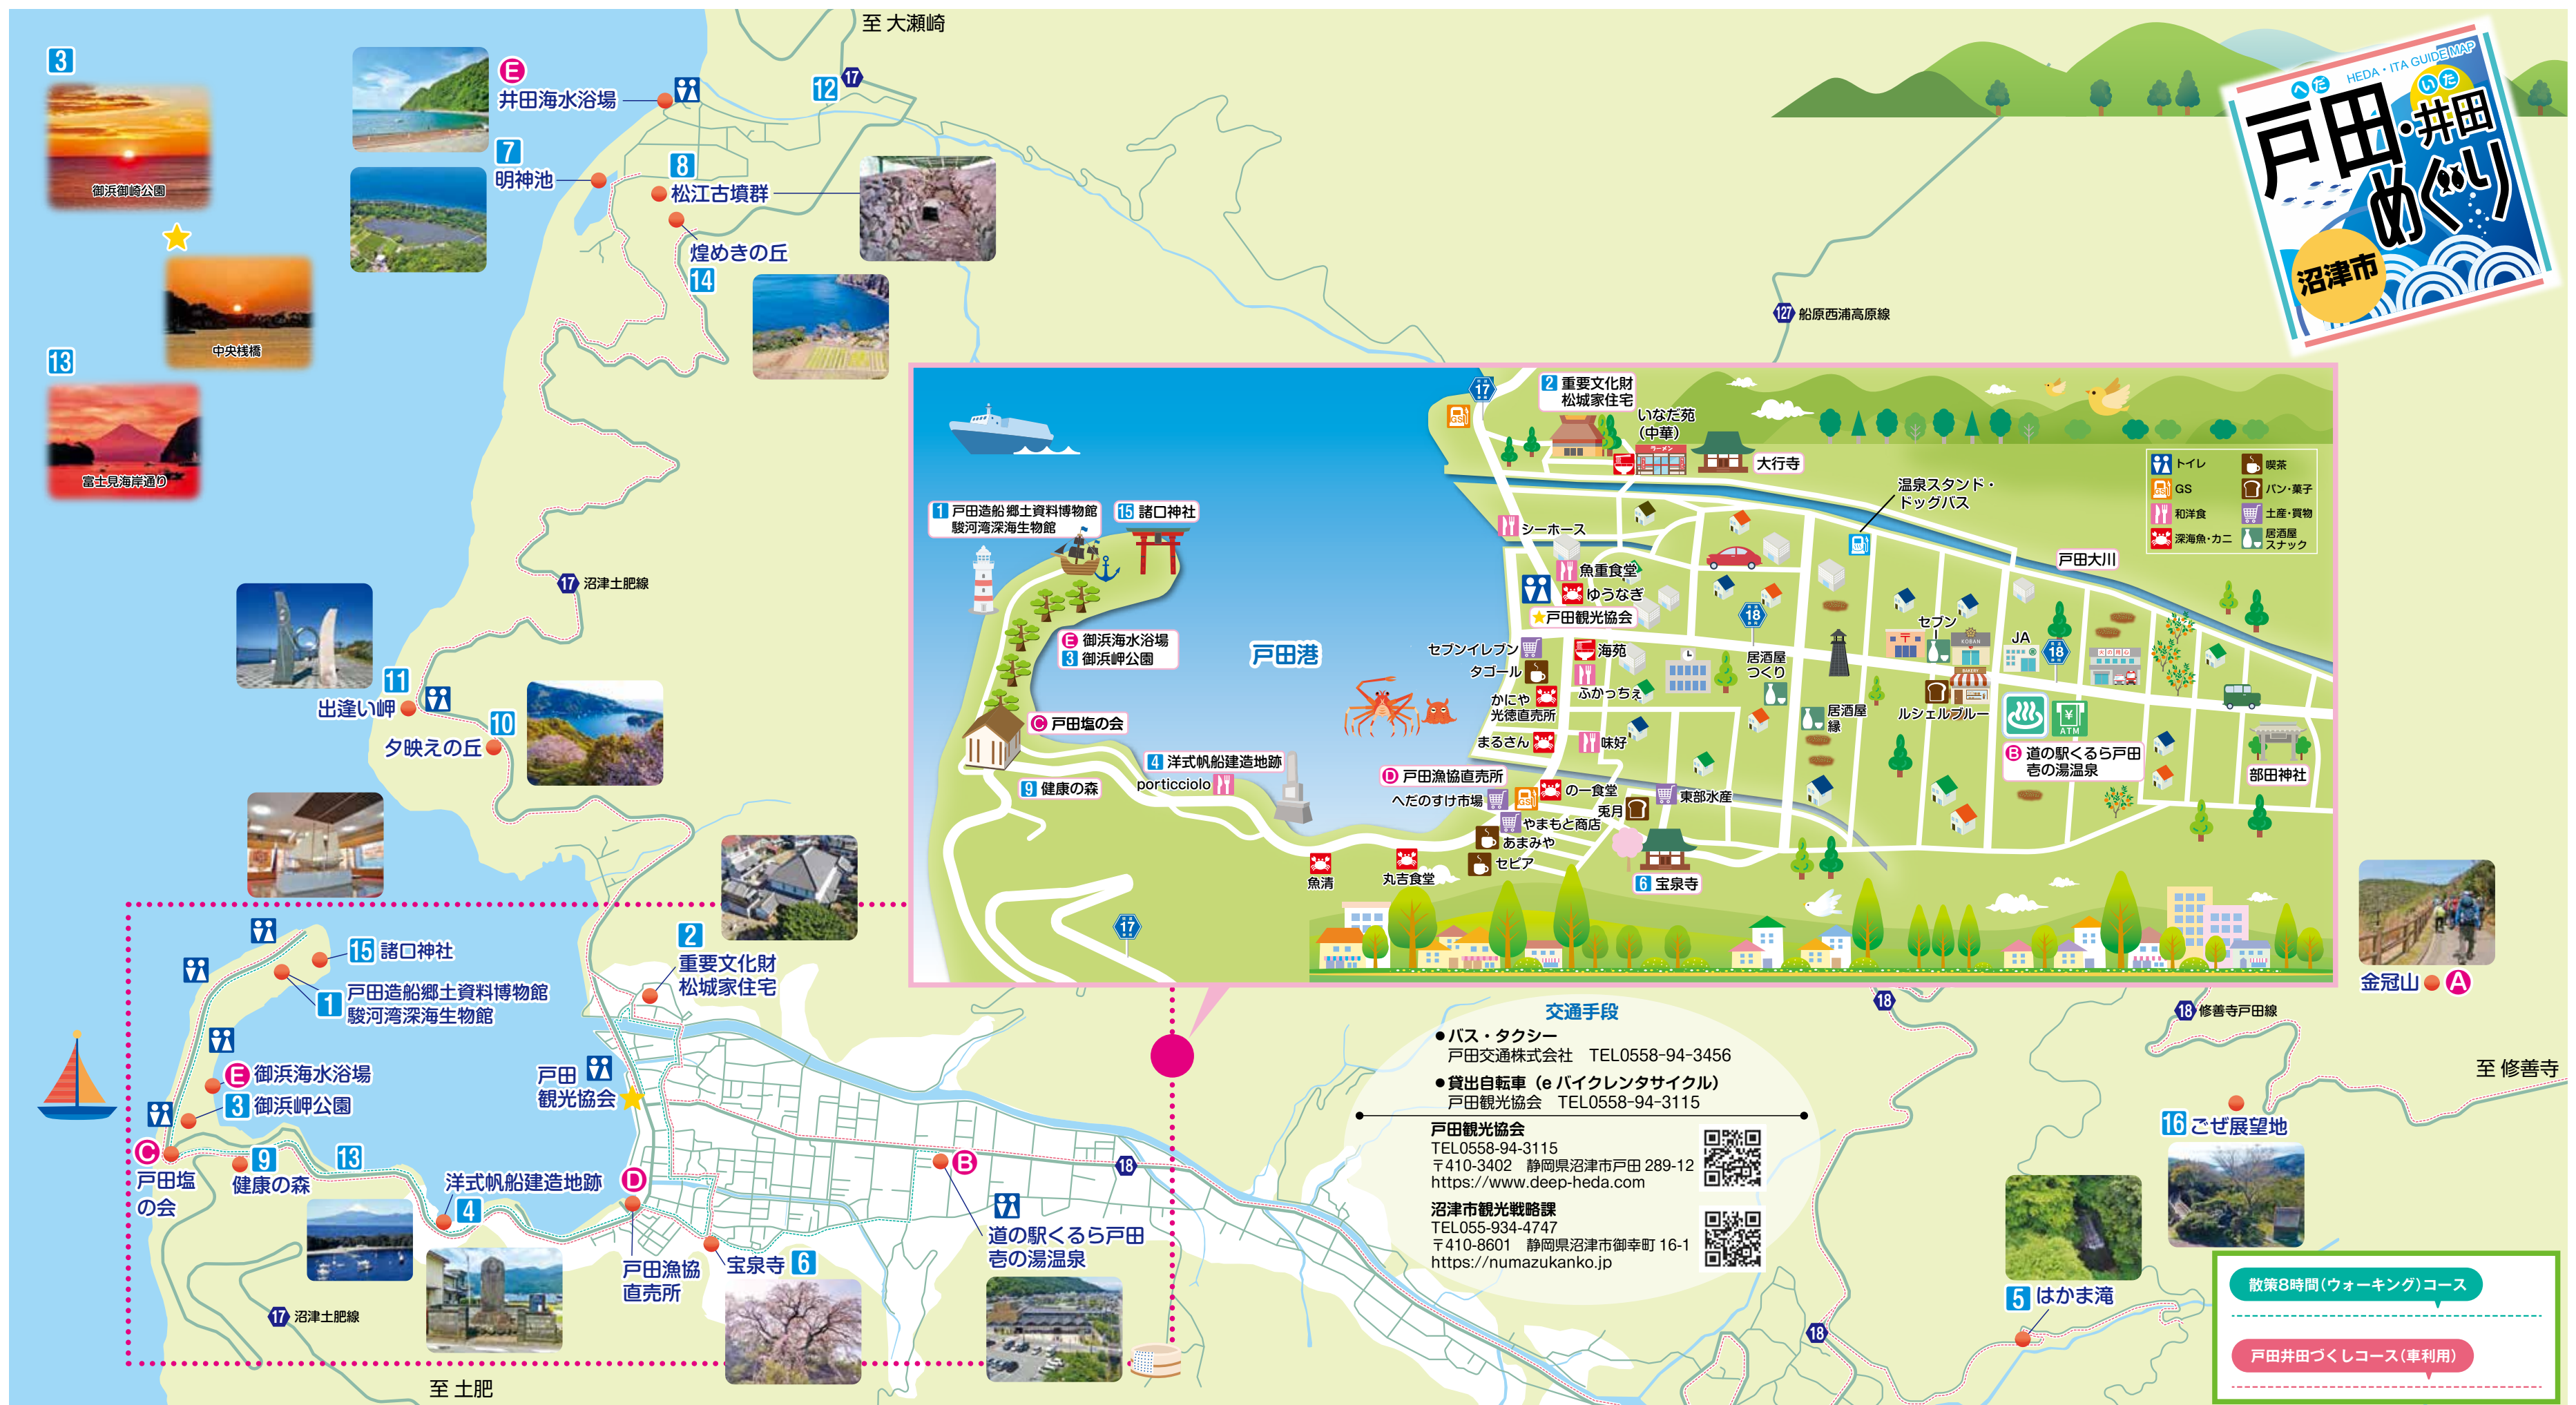 至 大瀬崎
3
御浜御崎公園
中央桟橋
13
富士見海岸通り
E
井田海水浴場
12
17
7
明神池
8
松江古墳群
煌めきの丘
14
127 船原西浦高原線
へだ いた
HEDA・ITA GUIDE MAP
戸田・井田
めぐり
沼津市
17 沼津土肥線
11
出逢い岬
10
夕映えの丘
17
2 重要文化財
松城家住宅
いなだ苑
(中華)
ラーメン
大行寺
GS
1 戸田造船郷土資料博物館
駿河湾深海生物館
15 諸口神社
シーホース
温泉スタンド・
ドッグバス
トイレ
喫茶
GS
パン・菓子
和洋食
土産・買物
深海魚・カニ
居酒屋
スナック
戸田大川
魚重食堂
ゆうなぎ
★戸田観光協会
E 御浜海水浴場
3 御浜岬公園
戸田港
セブンイレブン
タゴール
かにや
光徳直売所
まるさん
海苑
ふかっちぇ
味好
18
居酒屋
つくり
居酒屋
縁
セブン
KOBAN
BAKERY
JA
18
火の用心
ルシェルブルー
ATM
B 道の駅くるら戸田
壱の湯温泉
部田神社
C 戸田塩の会
9 健康の森
4 洋式帆船建造地跡
porticciolo
D 戸田漁協直売所
へだのすけ市場
GS
の一食堂
東部水産
兎月
やまもと商店
あまみや
セピア
魚清
丸吉食堂
6 宝泉寺
17
金冠山 A
15 諸口神社
1 戸田造船郷土資料博物館
駿河湾深海生物館
2
重要文化財
松城家住宅
E 御浜海水浴場
3 御浜岬公園
C
戸田塩
の会
9
健康の森
13
洋式帆船建造地跡
4
戸田
観光協会
D
戸田漁協
直売所
宝泉寺 6
B
道の駅くるら戸田
壱の湯温泉
18
17 沼津土肥線
至 土肥
交通手段
●バス・タクシー
戸田交通株式会社 TEL0558-94-3456
●貸出自転車(eバイクレンタサイクル)
戸田観光協会 TEL0558-94-3115
戸田観光協会
TEL0558-94-3115
〒410-3402 静岡県沼津市戸田 289-12
https://www.deep-heda.com
沼津市観光戦略課
TEL055-934-4747
〒410-8601 静岡県沼津市御幸町 16-1
https://numazukanko.jp
18
18 修善寺戸田線
至 修善寺
16 ごぜ展望地
5 はかま滝
18
散策8時間(ウォーキング)コース
戸田井田づくしコース(車利用)